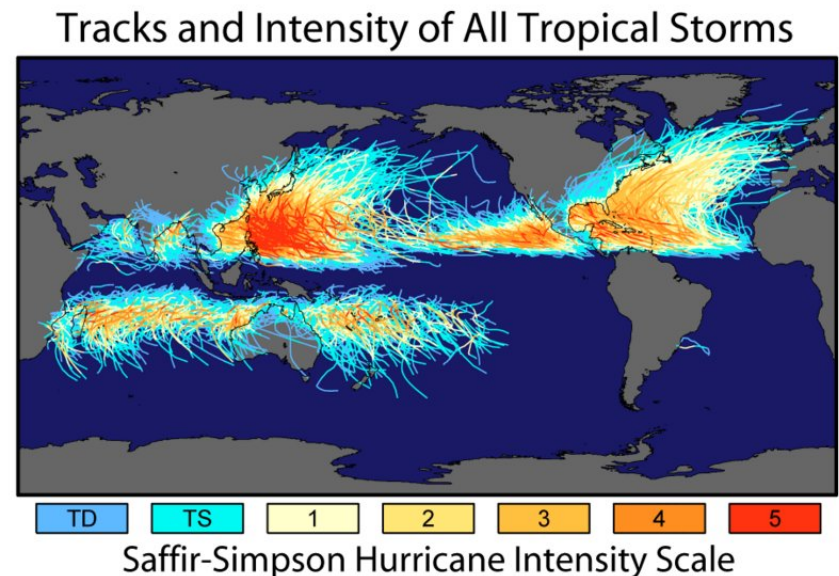 Tracks and Intensity of All Tropical Storms
TD TS 1 2 3 4 5
Saffir-Simpson Hurricane Intensity Scale